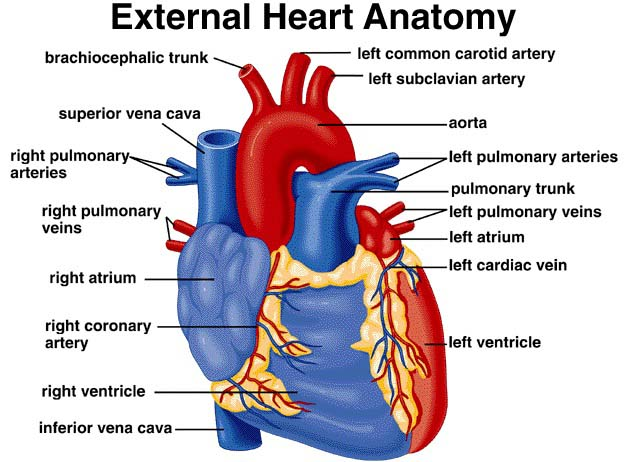 External Heart Anatomy
brachiocephalic trunk
left common carotid artery
left subclavian artery
superior vena cava
aorta
right pulmonary
arteries
left pulmonary arteries
pulmonary trunk
right pulmonary
veins
left pulmonary veins
left atrium
left cardiac vein
right atrium
right coronary
artery
left ventricle
right ventricle
inferior vena cava